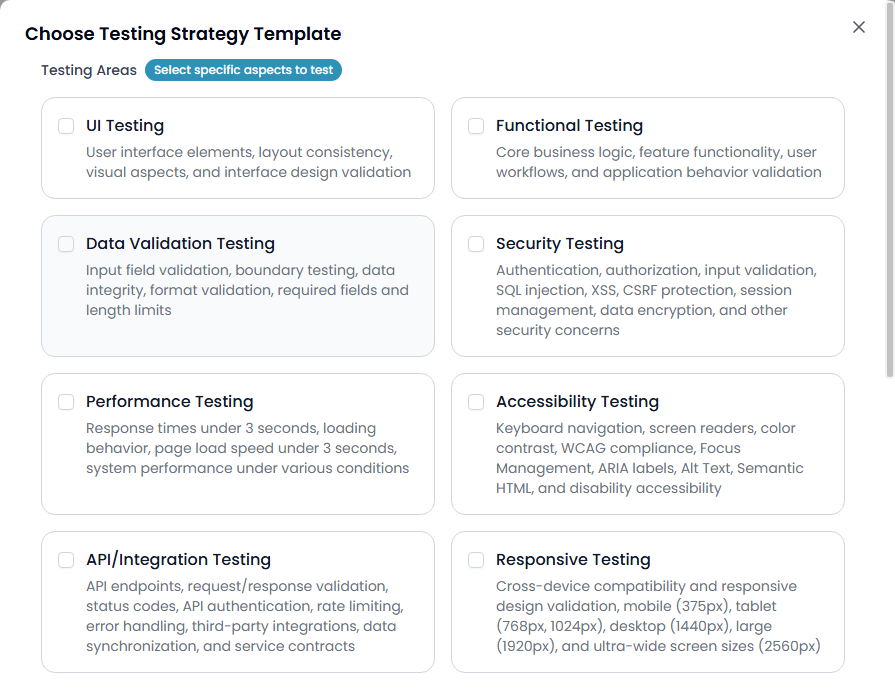 Choose Testing Strategy Template
Testing Areas Select specific aspects to test
UI Testing
User interface elements, layout consistency,
visual aspects, and interface design validation
Functional Testing
Core business logic, feature functionality, user
workflows, and application behavior validation
Data Validation Testing
Input field validation, boundary testing, data
integrity, format validation, required fields and
length limits
Security Testing
Authentication, authorization, input validation,
SQL injection, XSS, CSRF protection, session
management, data encryption, and other
security concerns
Performance Testing
Response times under 3 seconds, loading
behavior, page load speed under 3 seconds,
system performance under various conditions
Accessibility Testing
Keyboard navigation, screen readers, color
contrast, WCAG compliance, Focus
Management, ARIA labels, Alt Text, Semantic
HTML, and disability accessibility
API/Integration Testing
API endpoints, request/response validation,
status codes, API authentication, rate limiting,
error handling, third-party integrations, data
synchronization, and service contracts
Responsive Testing
Cross-device compatibility and responsive
design validation, mobile (375px), tablet
(768px, 1024px), desktop (1440px), large
(1920px), and ultra-wide screen sizes (2560px)